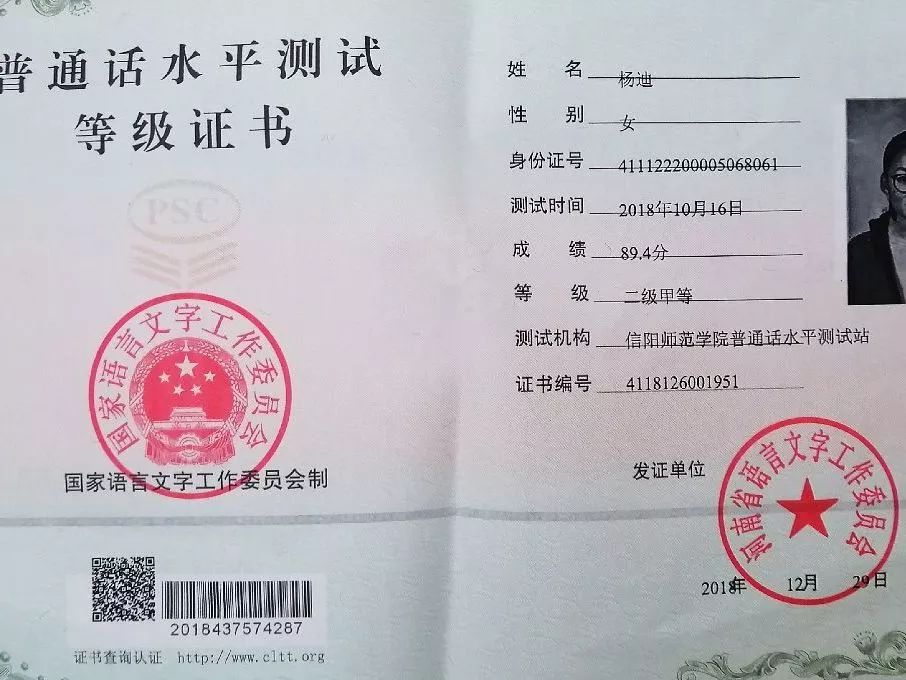 普通话水平测试
等级证书
PSC
国家语言文字工作委员会
国家语言文字工作委员会制
2018437574287
证书查询认证 http://www.cltt.org
姓 名 杨迪
性 别 女
身份证号 411122200005068061
测试时间 2018年10月16日
成 绩 89.4分
等 级 二级甲等
测试机构 信阳师范学院普通话水平测试站
证书编号 4118126001951
发证单位
河南省语言文字工作委员会
2018年 12月 29日